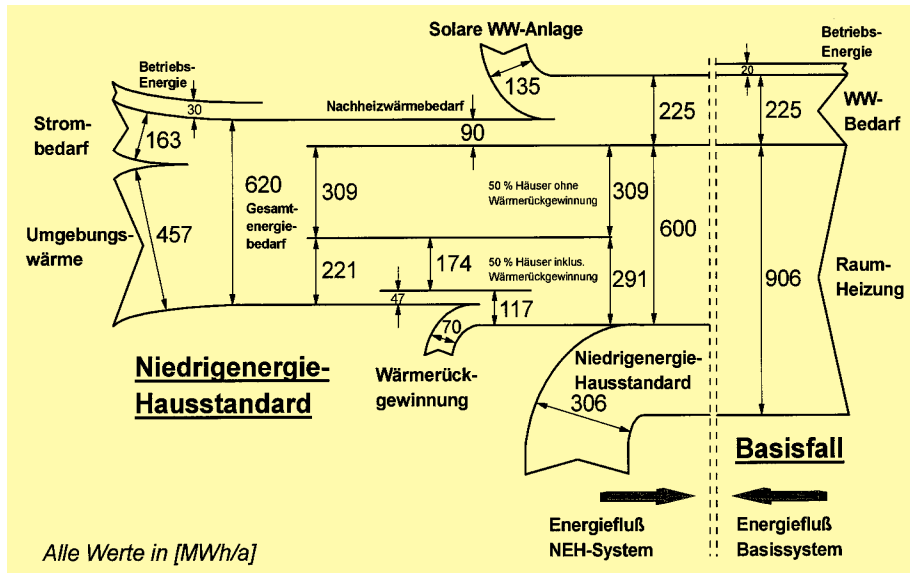 Solare WW-Anlage
Betriebs-
Energie
Betriebs-
Energie
20
135
30
Nachheizwärmebedarf
225
225
WW-
Bedarf
Strom-
bedarf
163
90
620
Gesamt-
energie-
bedarf
309
50 % Häuser ohne
Wärmerückgewinnung
309
600
Umgebungs-
wärme
457
221
174
50 % Häuser inklus.
Wärmerückgewinnung
291
906
Raum-
Heizung
47
117
70
Niedrigenergie-
Hausstandard
Wärmerück-
gewinnung
Niedrigenergie-
Hausstandard
306
Basisfall
Energiefluß
NEH-System
Energiefluß
Basissystem
Alle Werte in [MWh/a]